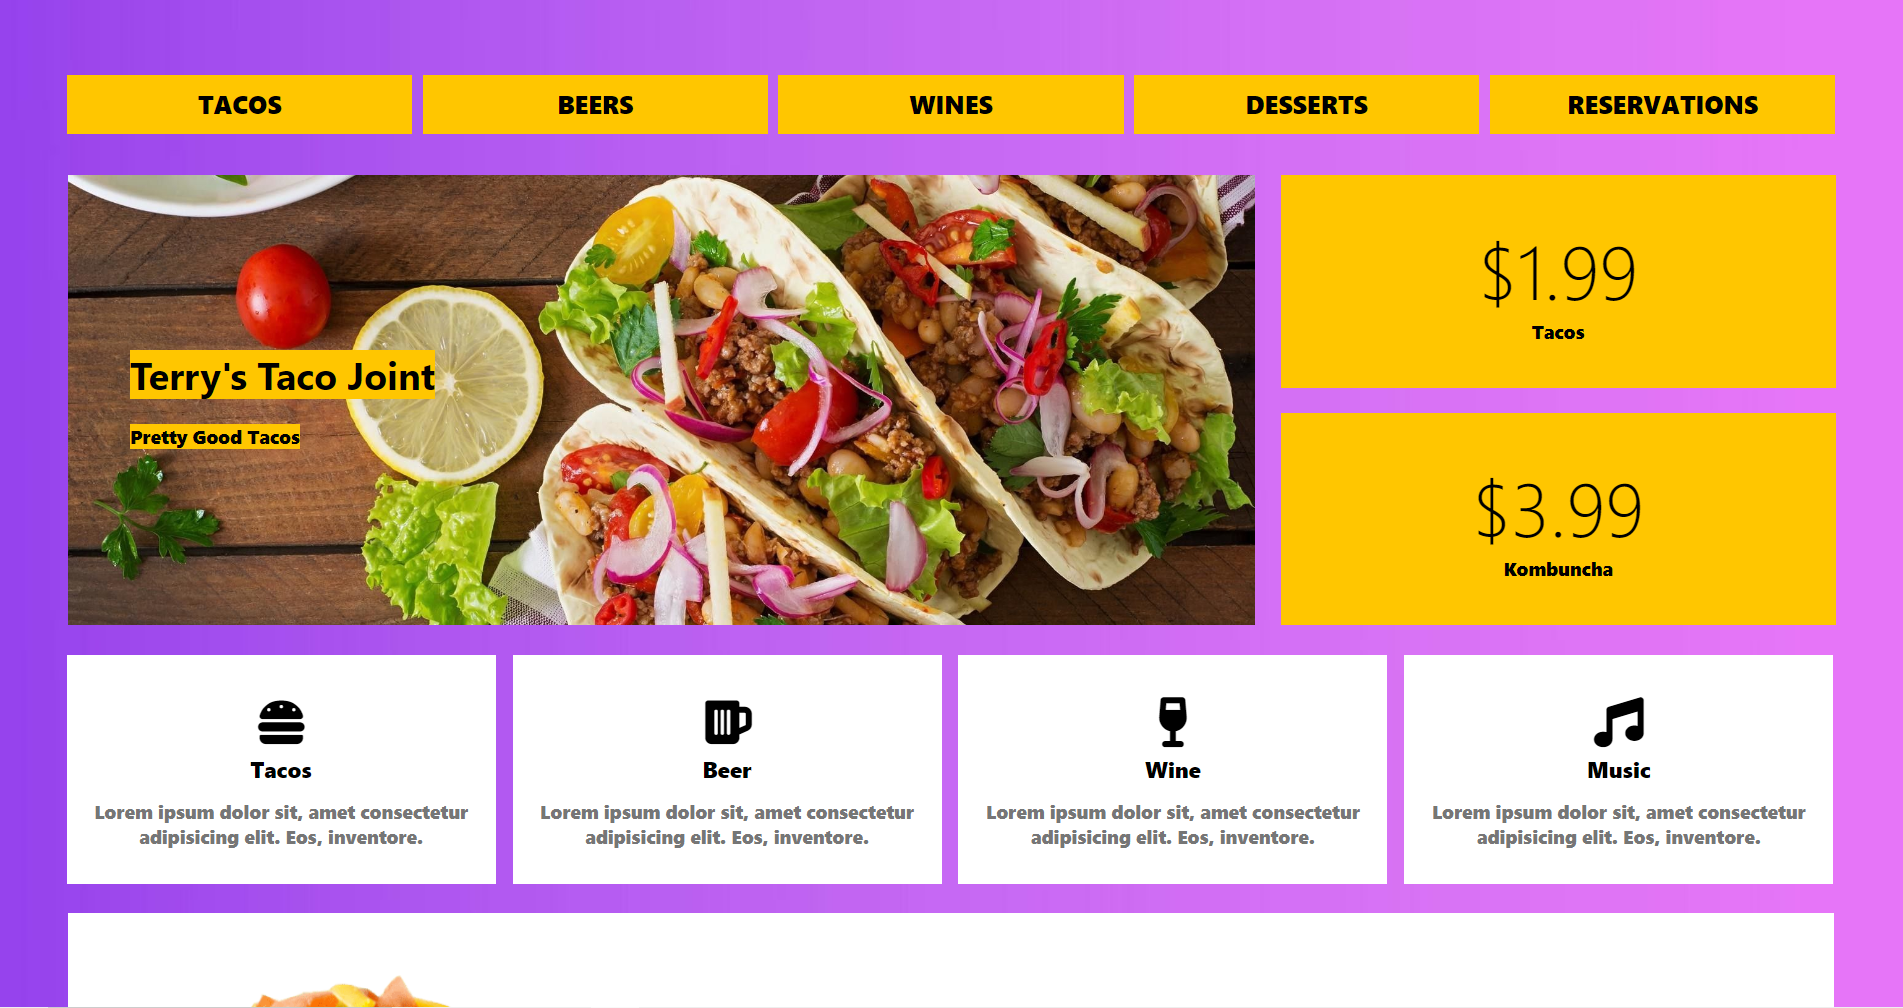 TACOS
BEERS
WINES
DESSERTS
RESERVATIONS
Terry's Taco Joint
Pretty Good Tacos
$1.99
Tacos
$3.99
Kombuncha
Tacos
Lorem ipsum dolor sit, amet consectetur
adipisicing elit. Eos, inventore.
Beer
Lorem ipsum dolor sit, amet consectetur
adipisicing elit. Eos, inventore.
Wine
Lorem ipsum dolor sit, amet consectetur
adipisicing elit. Eos, inventore.
Music
Lorem ipsum dolor sit, amet consectetur
adipisicing elit. Eos, inventore.